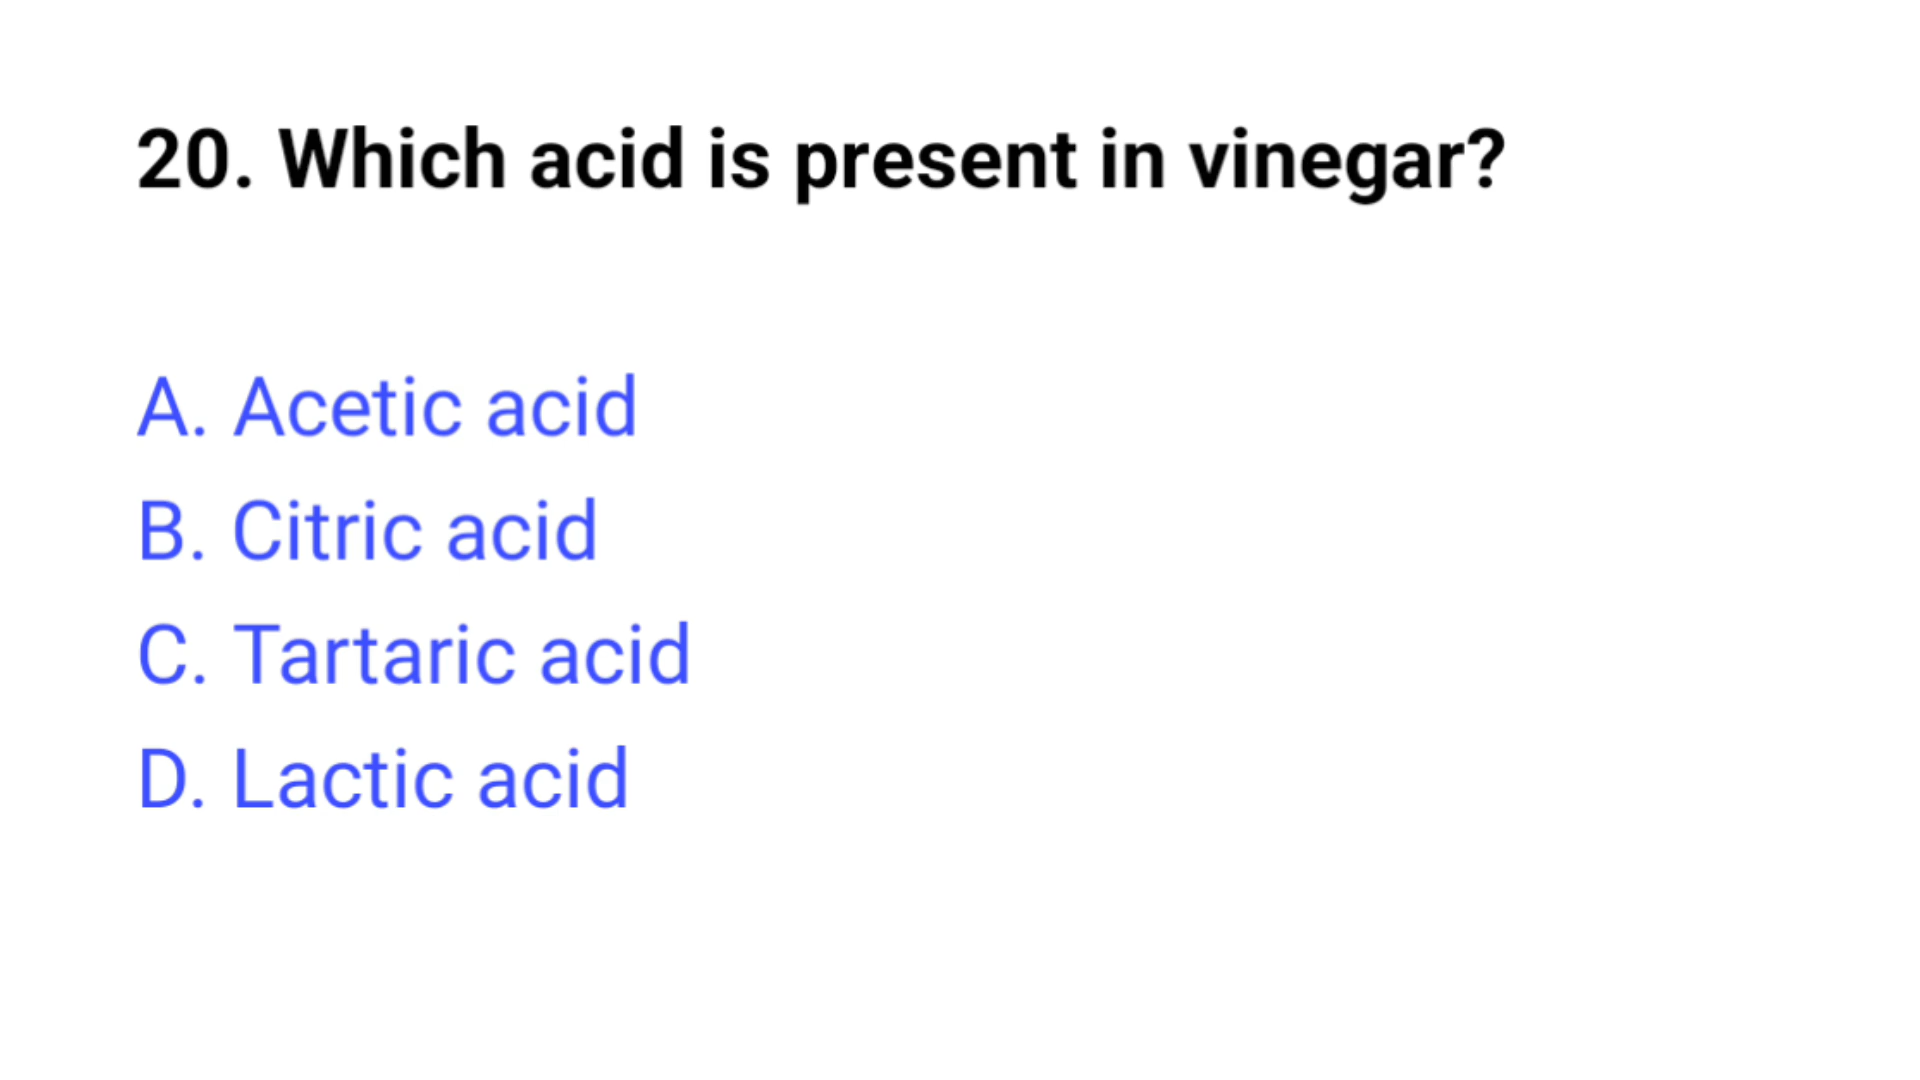 20. Which acid is present in vinegar?
A. Acetic acid
B. Citric acid
C. Tartaric acid
D. Lactic acid